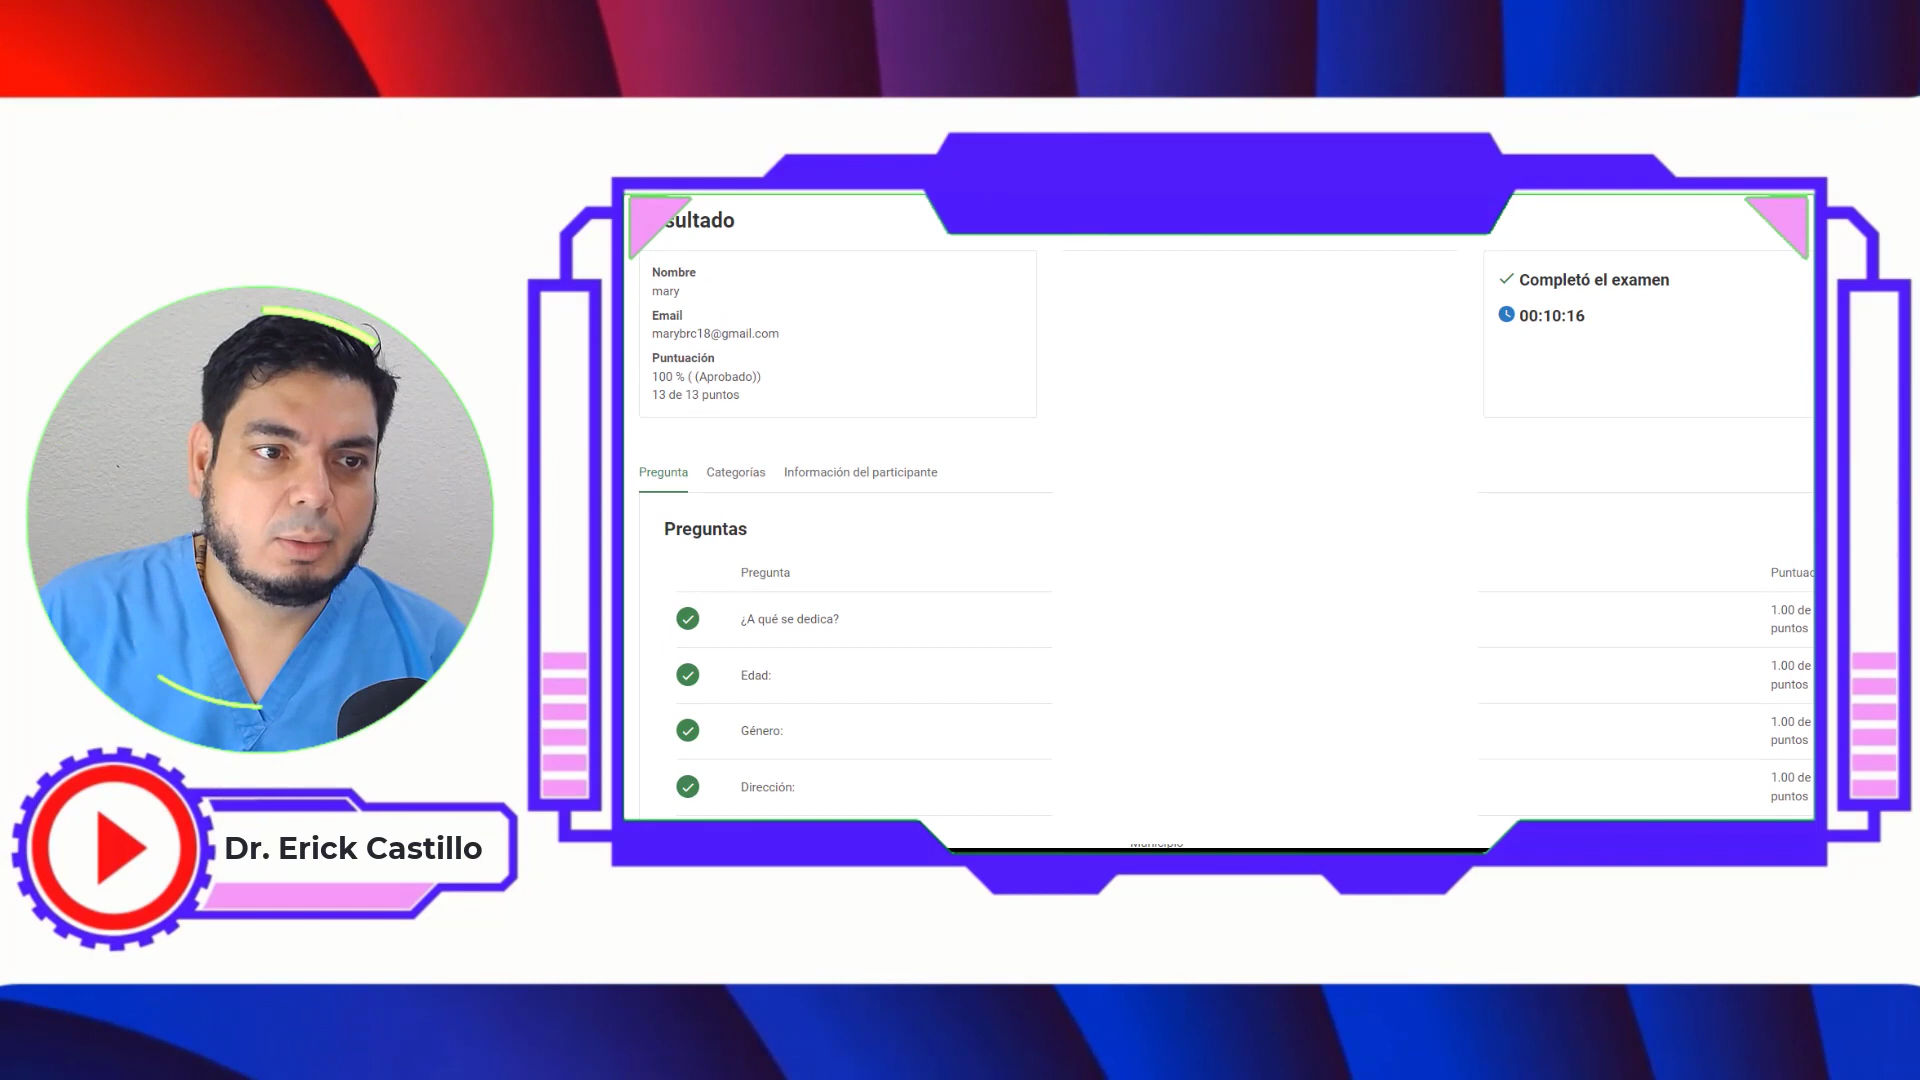 sultado
Nombre
mary
Email
marybrc18@gmail.com
Puntuación
100 % ( (Aprobado))
13 de 13 puntos
Completó el examen
00:10:16
Pregunta Categorías Información del participante
Preguntas
Pregunta Puntuac
¿A qué se dedica? 1.00 de
puntos
Edad: 1.00 de
puntos
Género: 1.00 de
puntos
Dirección: 1.00 de
puntos
Dr. Erick Castillo